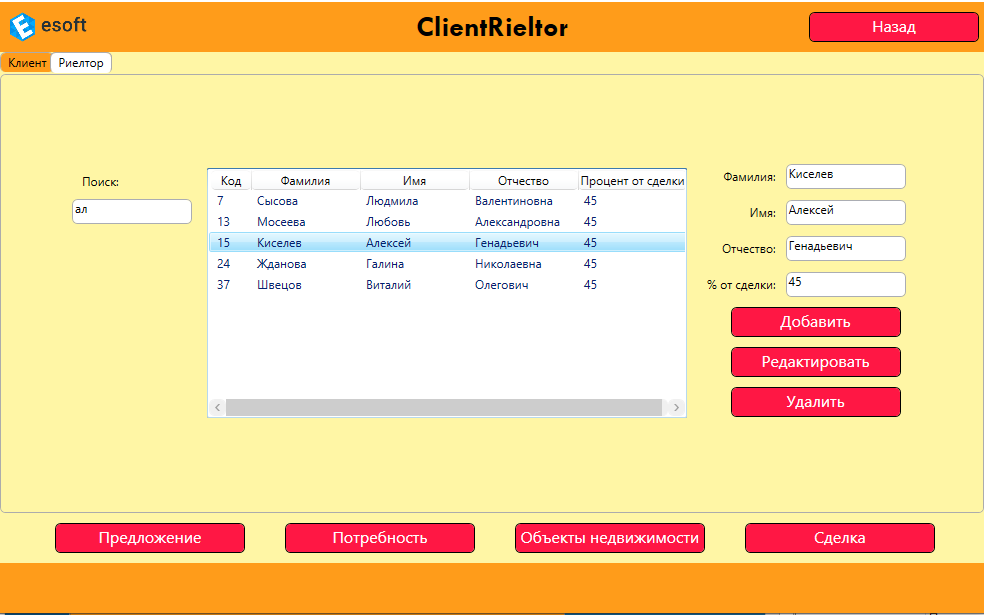 esoft
ClientRieltor
Назад
Клиент Риелтор
Поиск:
ал
Код Фамилия Имя Отчество Процент от сделки
7 Сысова Людмила Валентиновна 45
13 Мосеева Любовь Александровна 45
15 Киселев Алексей Генадьевич 45
24 Жданова Галина Николаевна 45
37 Швецов Виталий Олегович 45
Фамилия: Киселев
Имя: Алексей
Отчество: Генадьевич
% от сделки: 45
Добавить
Редактировать
Удалить
Предложение Потребность Объекты недвижимости Сделка